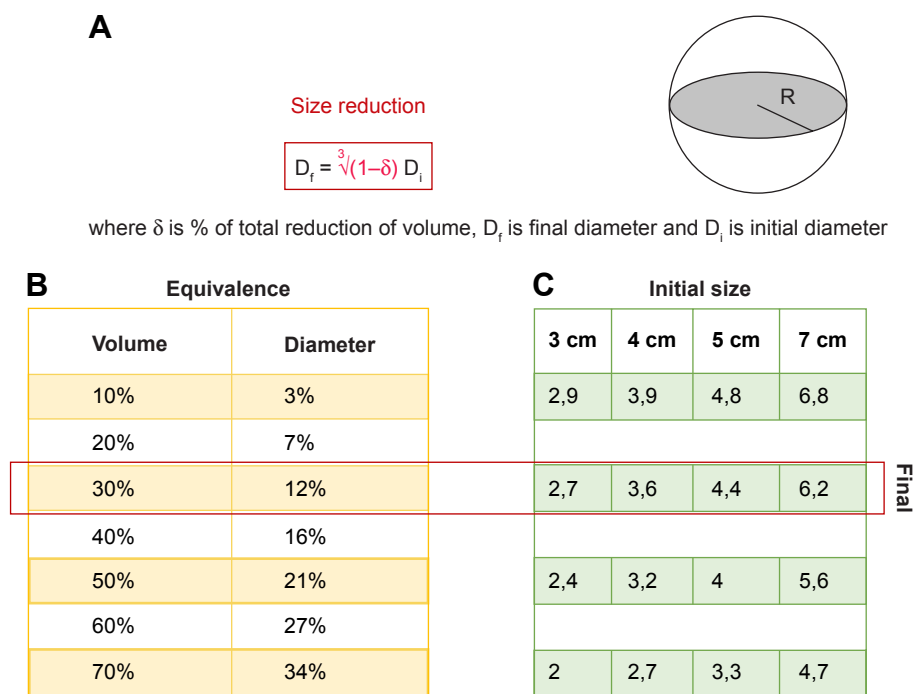 A
R
Size reduction
D_f = ∛(1–δ) D_i
where δ is % of total reduction of volume, D_f is final diameter and D_i is initial diameter
B
Equivalence
Volume Diameter
10% 3%
20% 7%
30% 12%
40% 16%
50% 21%
60% 27%
70% 34%
C
Initial size
3 cm 4 cm 5 cm 7 cm
2,9 3,9 4,8 6,8
2,7 3,6 4,4 6,2
2,4 3,2 4 5,6
2 2,7 3,3 4,7
Final